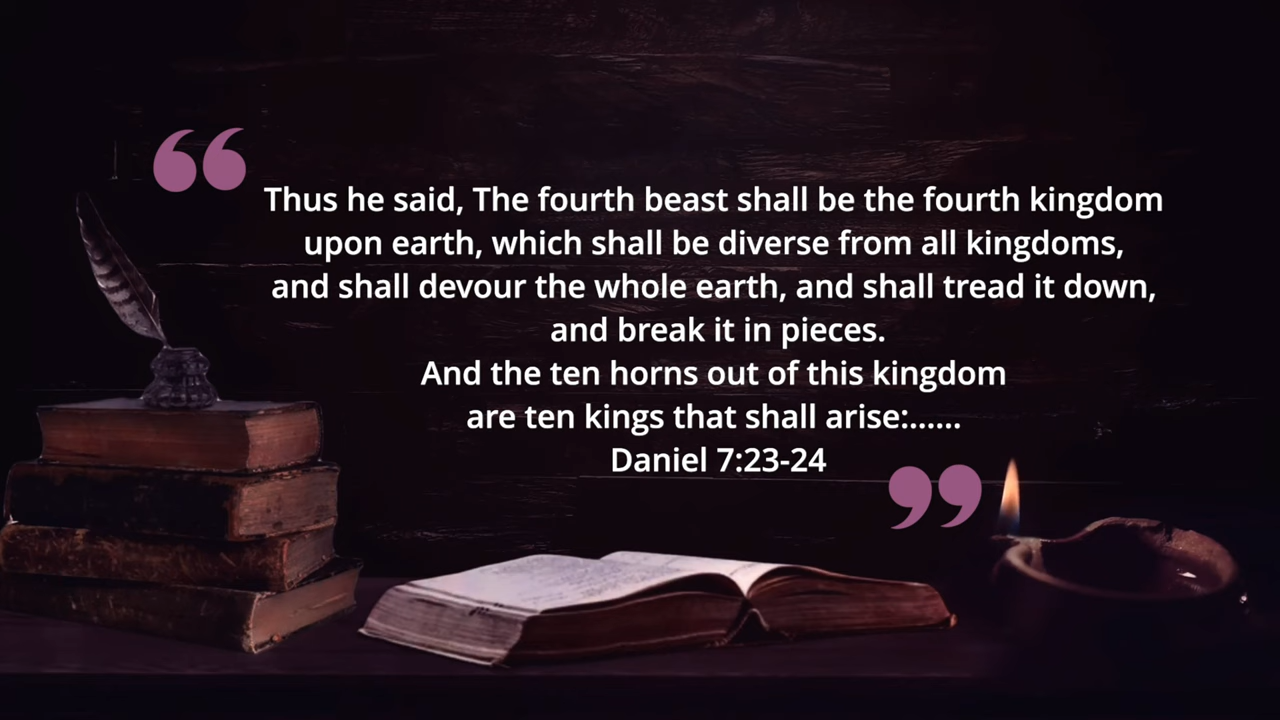 Thus he said, The fourth beast shall be the fourth kingdom
upon earth, which shall be diverse from all kingdoms,
and shall devour the whole earth, and shall tread it down,
and break it in pieces.
And the ten horns out of this kingdom
are ten kings that shall arise:......
Daniel 7:23-24